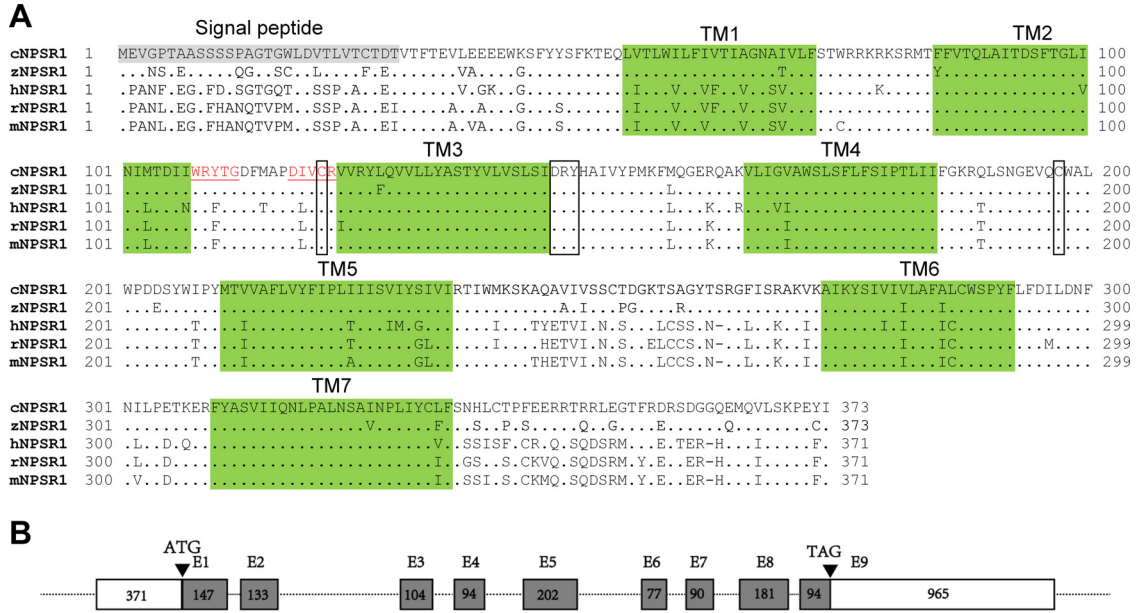 A
Signal peptide TM1 TM2
cNPSR1 1 MEVGPTAASSSSPAGTGWLDVTLVTCTDTVTFTEVLEEEEWKSFYYSFKTEQLVTLWILFIVTIAGNAIVLFSTWRRKRKSRMTFFVTQLAITDSFTGLI 100
zNPSR1 1 ...NS.E.....QG..SC..L....F.E.......VA....G..........................T...............Y............... 100
hNPSR1 1 .PANF.EG.FD.SGTGQT..SSP.A..E.......V.GK..G...........I...V..VF..V..SV.........K....................V 100
rNPSR1 1 .PANL.EG.FHANQTVPM..SSP.A..EI......VA....G...S.......I...V..VF..V..SV............................... 100
mNPSR1 1 .PANL.EG.FHANQTVPM..SSP.A..EI......VA....G...S.......I...V..VF..V..SV.....C......................... 100
TM3 TM4
cNPSR1 101 NIMTDIIWRYTGDFMAPDIVCRVVRYLQVVLLYASTYVLVSLSIDRYHAIVYPMKFMQGERQAKVLIGVAWSLSFLFSIPTLIIFGKRQLSNGEVQCWAL 200
zNPSR1 101 ..........................F.............................L........................................... 200
hNPSR1 101 ..L...N..F....T...L.....................................L...K..R...VI...................T........... 200
rNPSR1 101 ..L......F........L...I.................................L...K.......I...................T........... 200
mNPSR1 101 ..L......F........L.....................................L...K.......I...................T........... 200
TM5 TM6
cNPSR1 201 WPDDSYWIPYMTVVAFLVYFIPLIIISVIYSIVIRTIWMKSKAQAVIVSSCTDGKTSAGYTSRGFISRAKVKAIKYSIVIVLAFALCWSPYFLFDILDNF 300
zNPSR1 201 ...E.........................................A.I...PG....R......................V...I............... 300
hNPSR1 201 .......T....I..........T...IM.G.......I...TYETVI.N.S...LCSS.N-..L..K..I.......I.I...IC.............. 299
rNPSR1 201 .......T....I..........T......GL......I...TYETVI.N.S..ELCSS.N-..L..K..I.........I...IC.........M.... 299
mNPSR1 201 .......T....I..........A......GL..........THETVI.N.S...LCCS.N-..L..K..I.........I...IC.............. 299
TM7
cNPSR1 301 NILPETKERFYASVIIQNLPALNSAINPLIYCLFSNHLCTPFEERRTRRLEGTFRDRSDGGQEMQVLSKPEYI 373
zNPSR1 301 .........................V......F...S..P.S.....Q..G....E......Q........C. 373
hNPSR1 300 .L..D.Q.........................V..SSISF.CR.Q.SQDSRM...E.TER-H...I.....F. 371
rNPSR1 300 .L..D...........................I..GS..S.CKVQ.SQDSRM.Y.E..ER-H...I.....F. 371
mNPSR1 300 .V..D...........................I..SSI.S.CKMQ.SQDSRM.Y.E..ER-H...I.....F. 371
B
ATG E1 E2 E3 E4 E5 E6 E7 E8 TAG E9
371 147 133 104 94 202 77 90 181 94 965